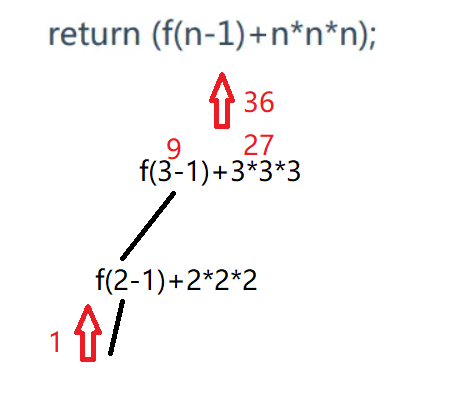 return (f(n-1)+n*n*n);
36
9 27
f(3-1)+3*3*3
f(2-1)+2*2*2
1